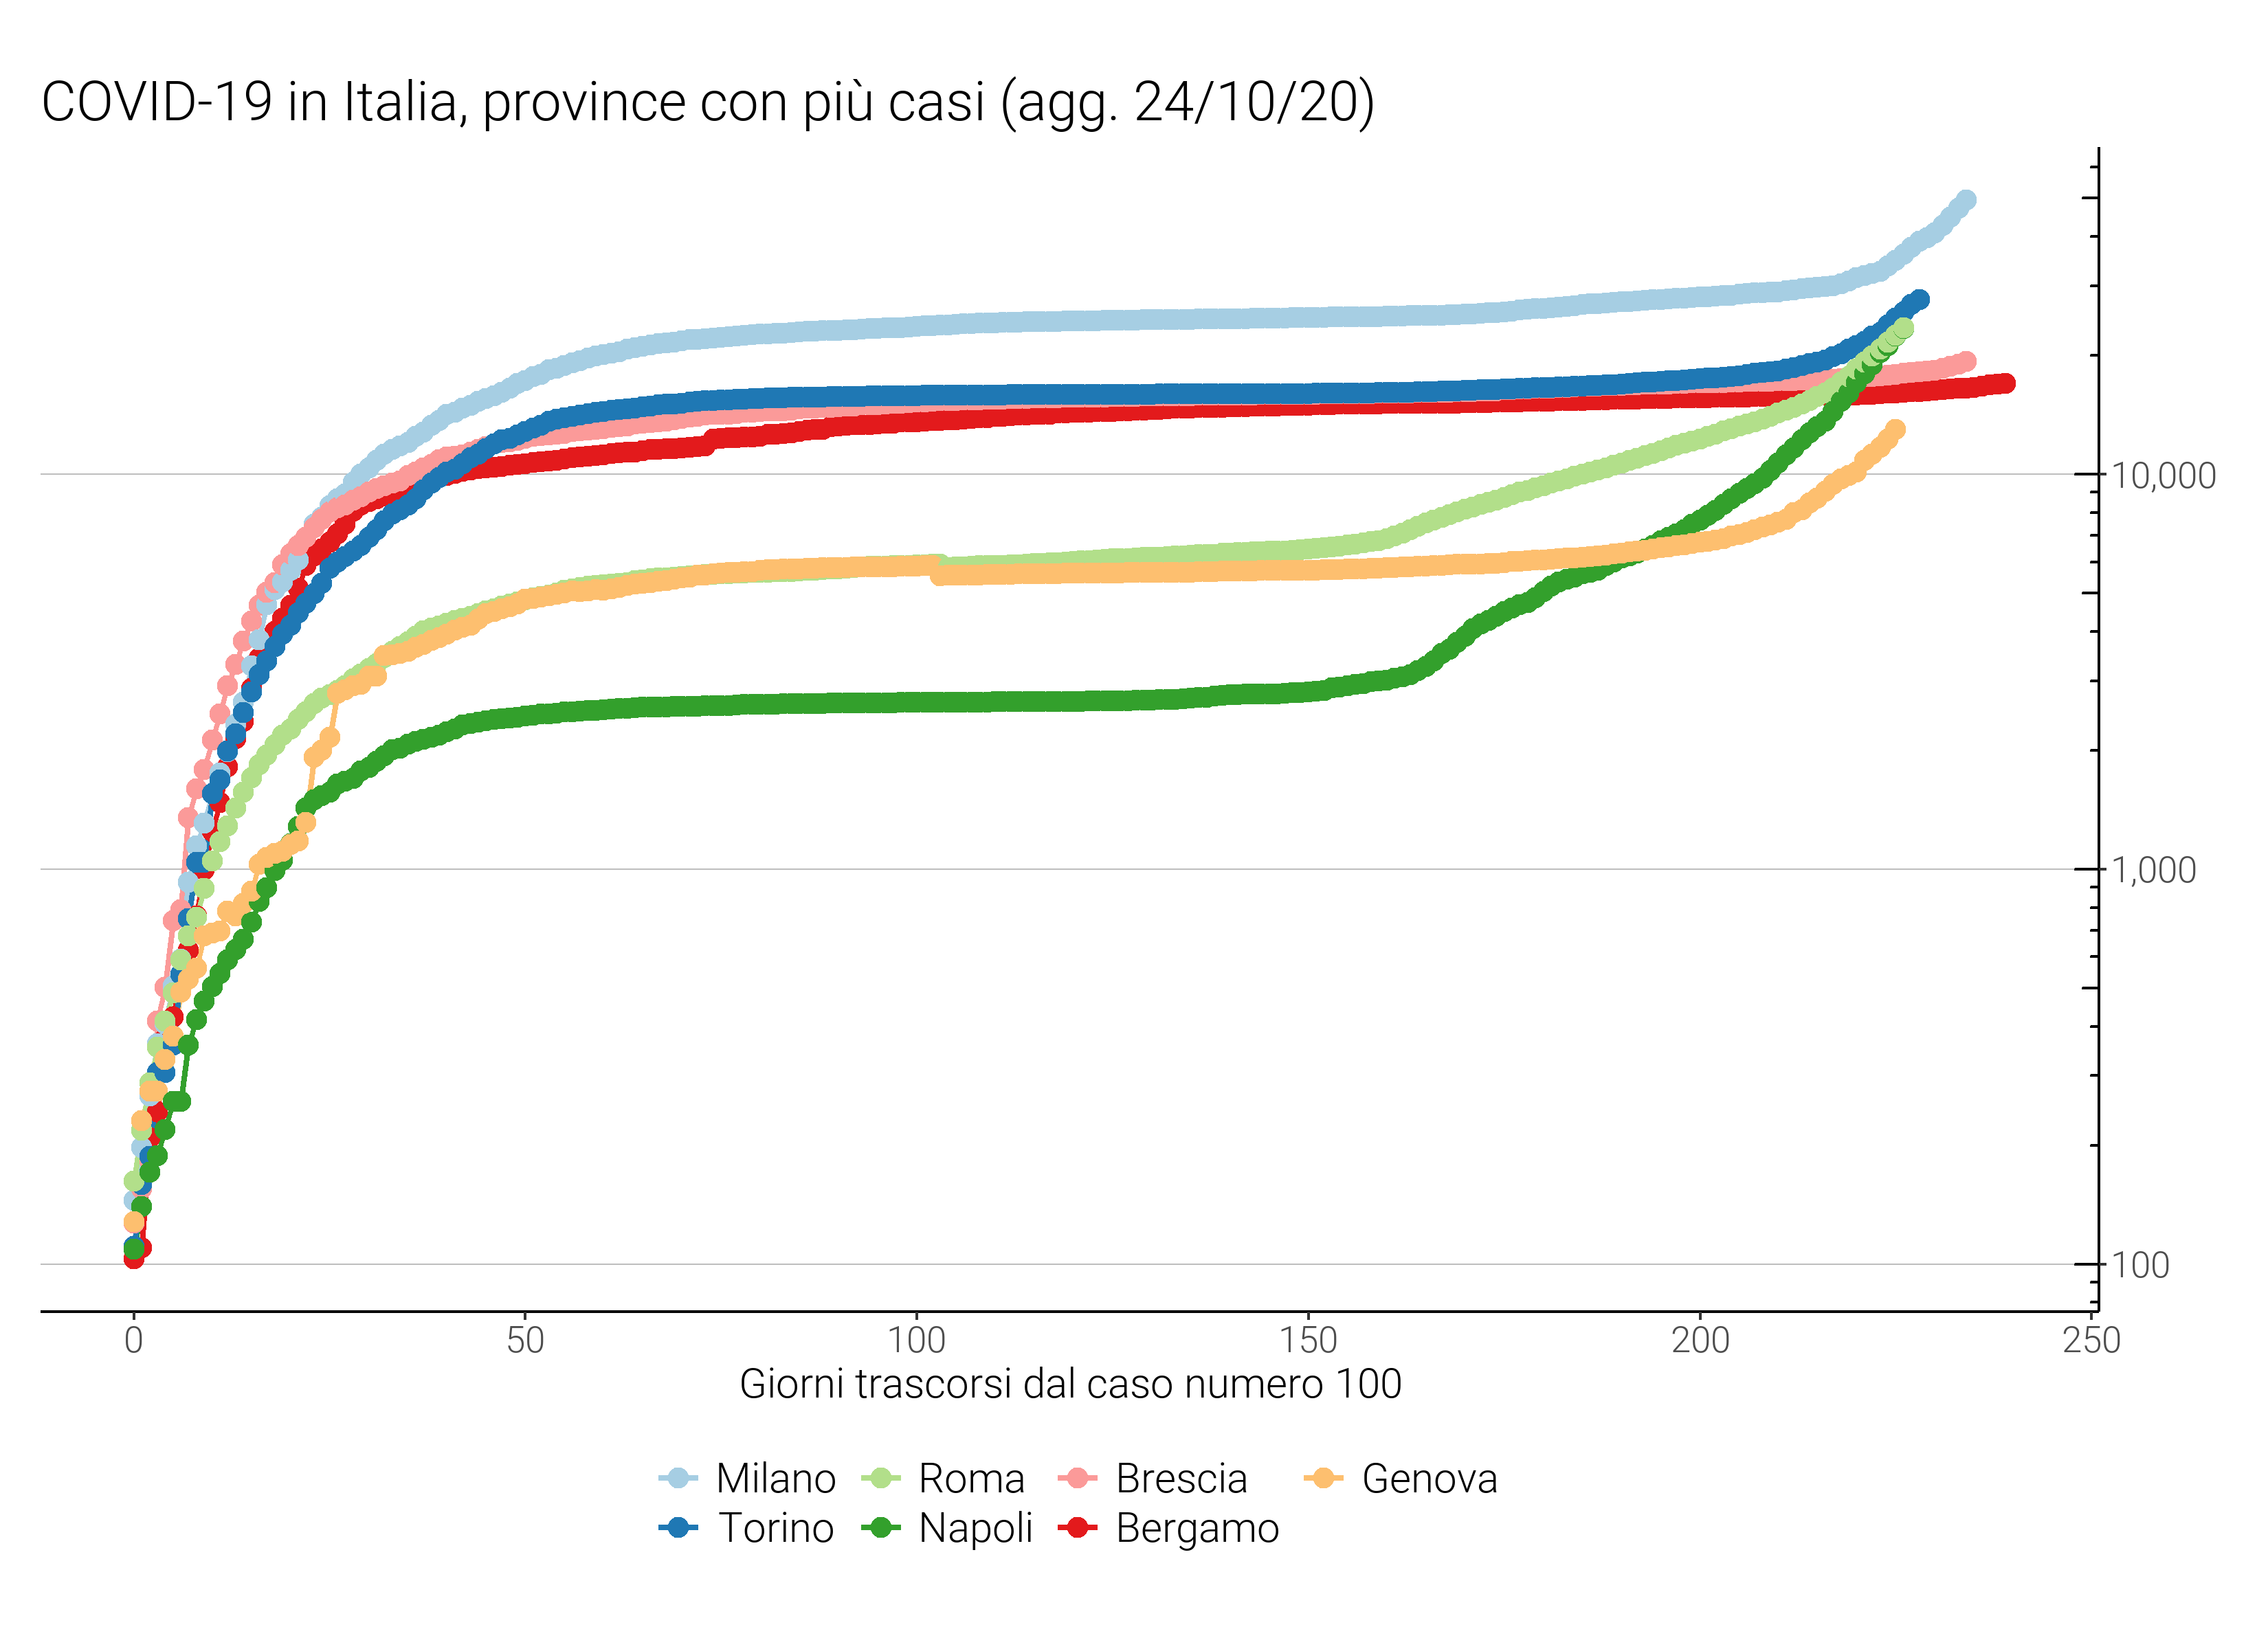 COVID-19 in Italia, province con più casi (agg. 24/10/20)
10,000
1,000
100
0 50 100 150 200 250
Giorni trascorsi dal caso numero 100
Milano Roma Brescia Genova
Torino Napoli Bergamo